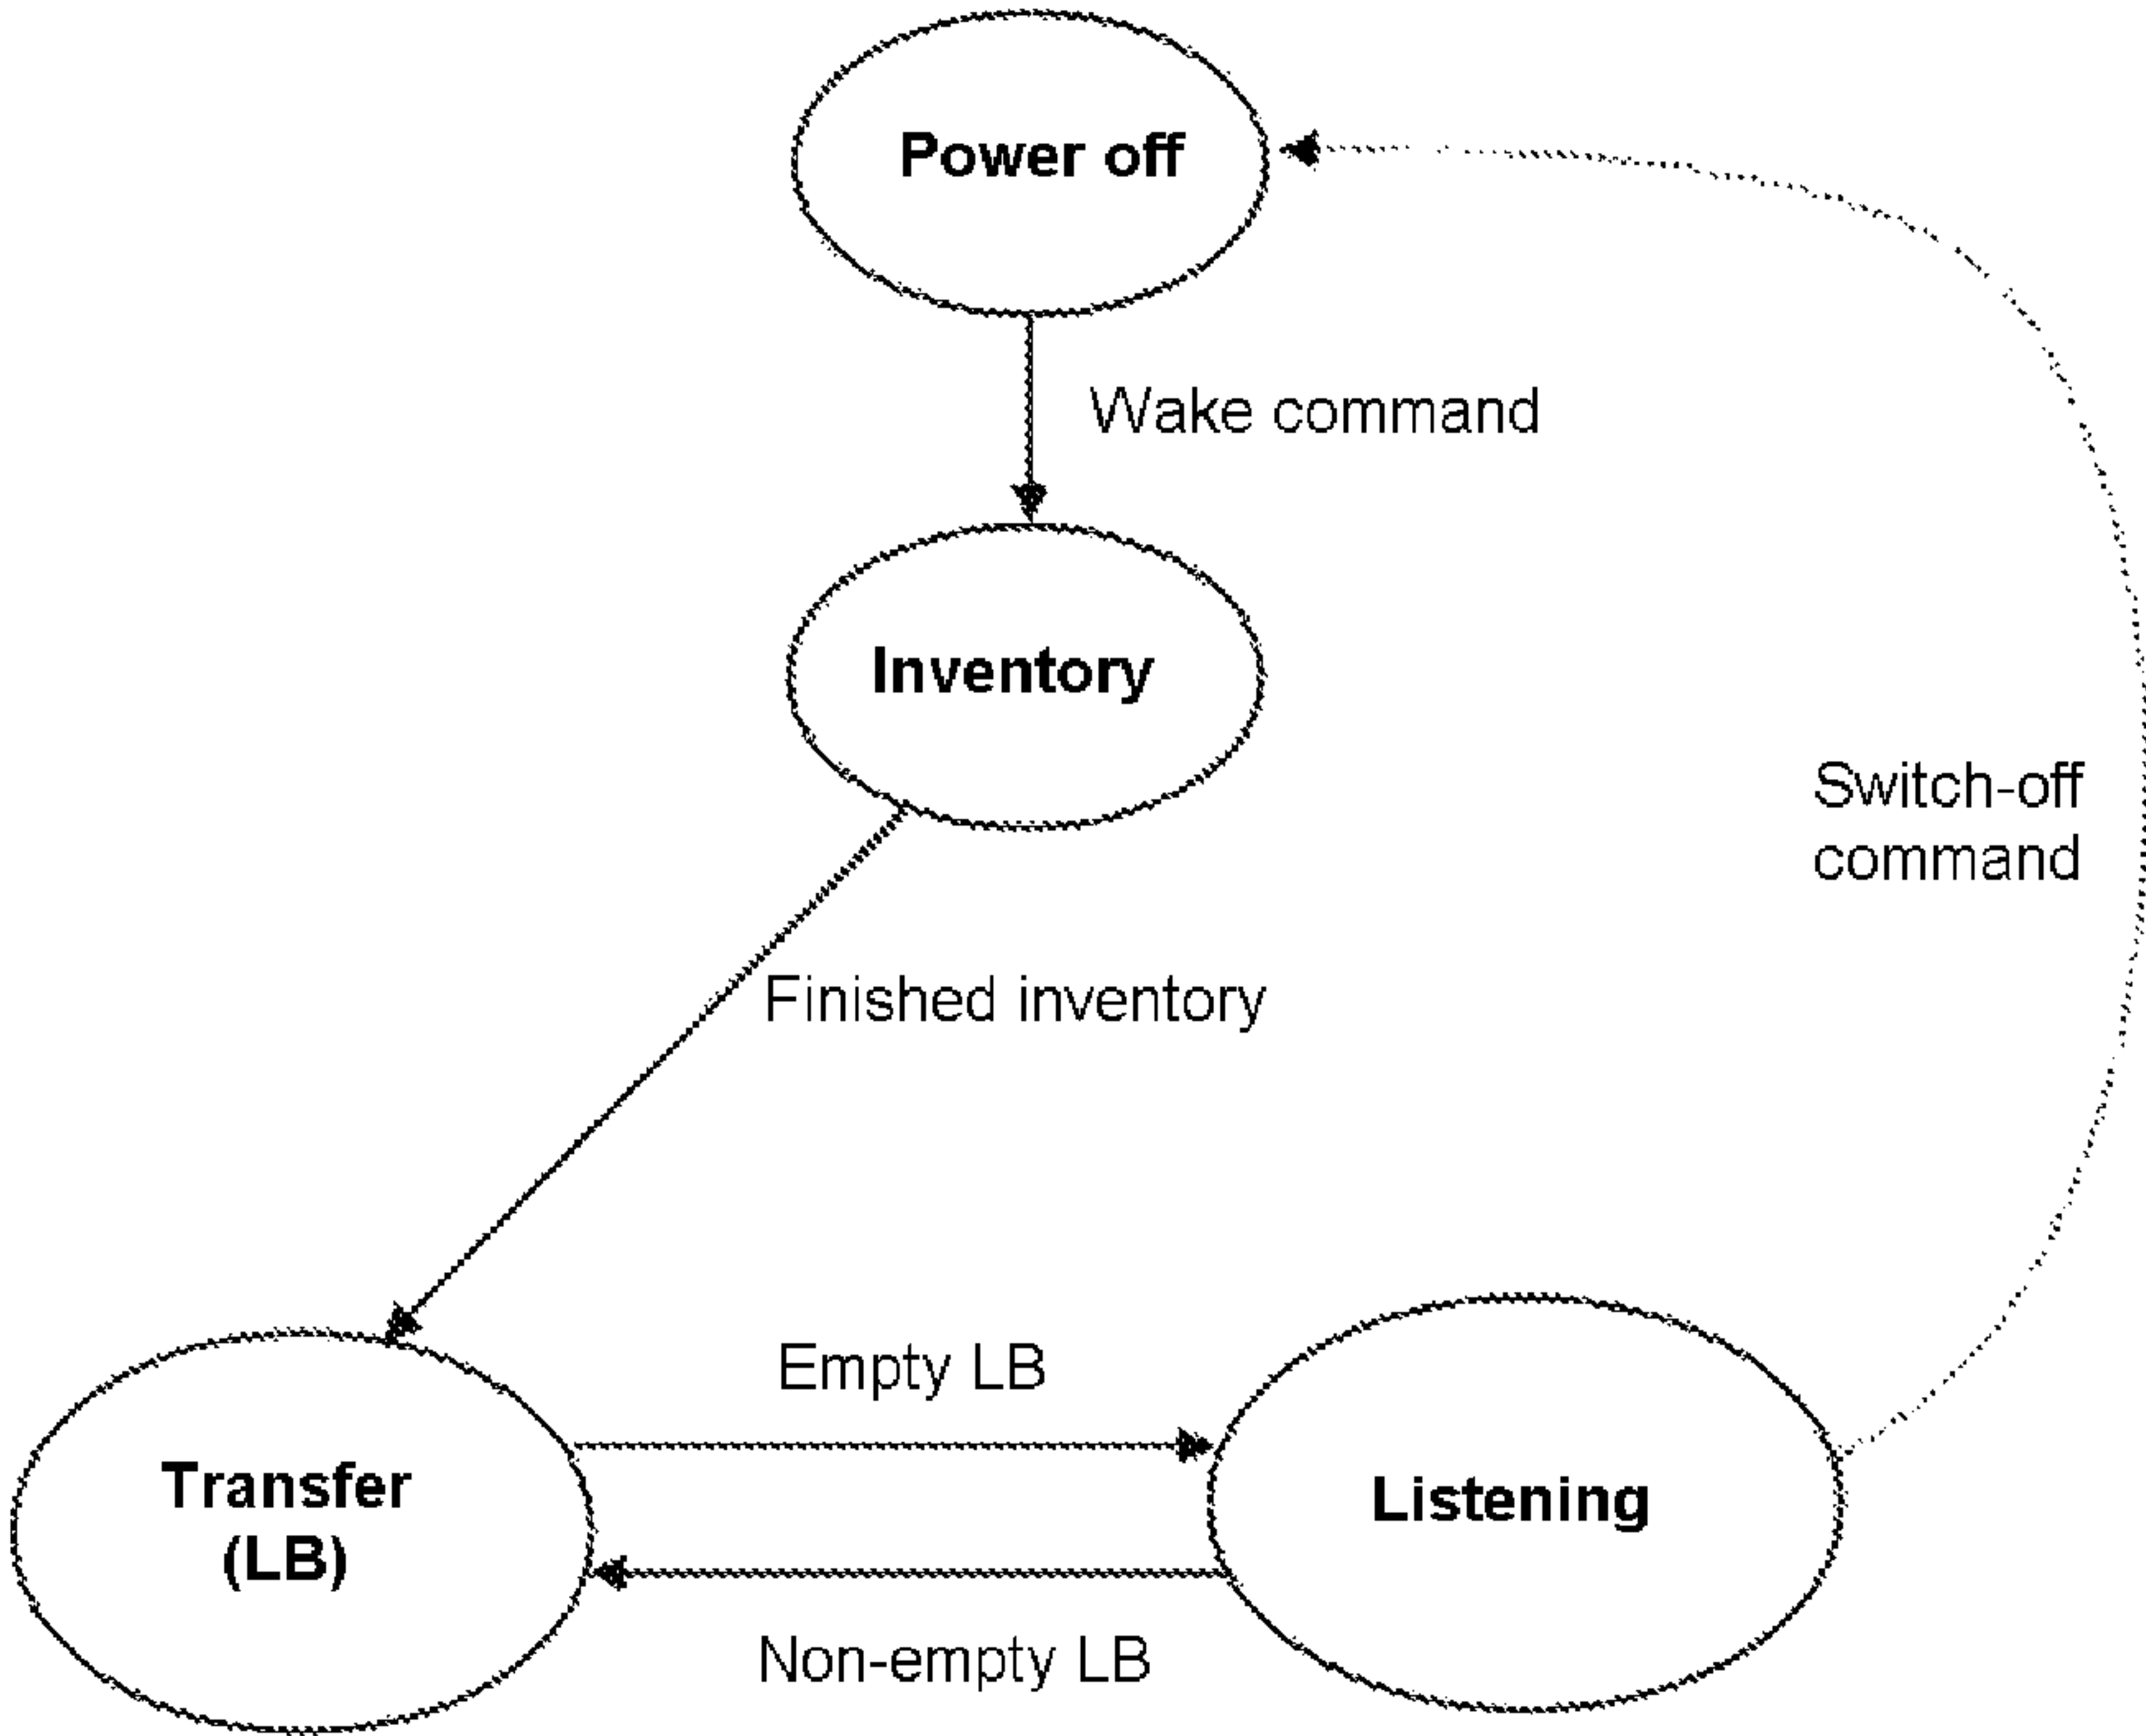 Power off
Wake command
Inventory
Switch-off
command
Finished inventory
Empty LB
Transfer
(LB)
Listening
Non-empty LB